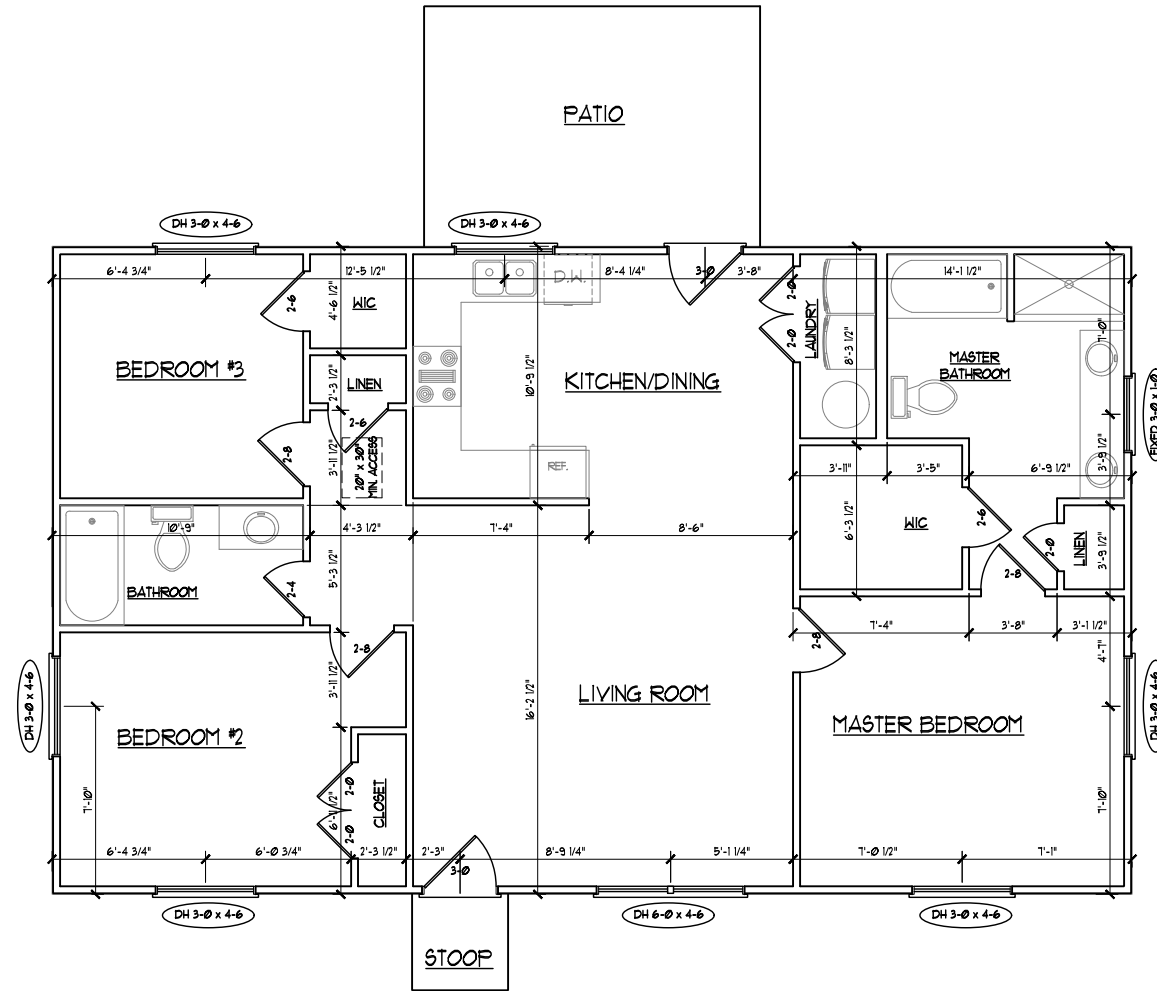 PATIO
DH 3-0 x 4-6
DH 3-0 x 4-6
6'-4 3/4"
12'-5 1/2"
8'-4 1/4"
3'-8"
14'-1 1/2"
D.W.
3-0
2-6
4'-6 1/2"
WIC
2-0
2-0
LAUNDRY
8'-3 1/2"
7'-0"
MASTER
BATHROOM
BEDROOM #3
2'-3 1/2"
LINEN
10'-9 1/2"
KITCHEN/DINING
FIXED 3-0 x 1-0
2-6
2-8
3'-11 1/2"
20" x 30"
MIN. ACCESS
REF.
3'-11"
3'-5"
6'-9 1/2"
3'-9 1/2"
10'-9"
4'-3 1/2"
7'-4"
8'-6"
6'-3 1/2"
WIC
2-6
2-0
LINEN
3'-9 1/2"
5'-3 1/2"
2-4
BATHROOM
2-8
7'-4"
3'-8"
3'-1 1/2"
2-8
2-8
4'-7"
3'-11 1/2"
16'-2 1/2"
LIVING ROOM
DH 3-0 x 4-6
DH 3-0 x 4-6
BEDROOM #2
MASTER BEDROOM
7'-10"
2-0
2-0
CLOSET
7'-10"
6'-4 3/4"
6'-0 3/4"
2'-3 1/2"
2'-3"
8'-9 1/4"
5'-1 1/4"
7'-0 1/2"
7'-1"
3-0
DH 3-0 x 4-6
DH 6-0 x 4-6
DH 3-0 x 4-6
STOOP